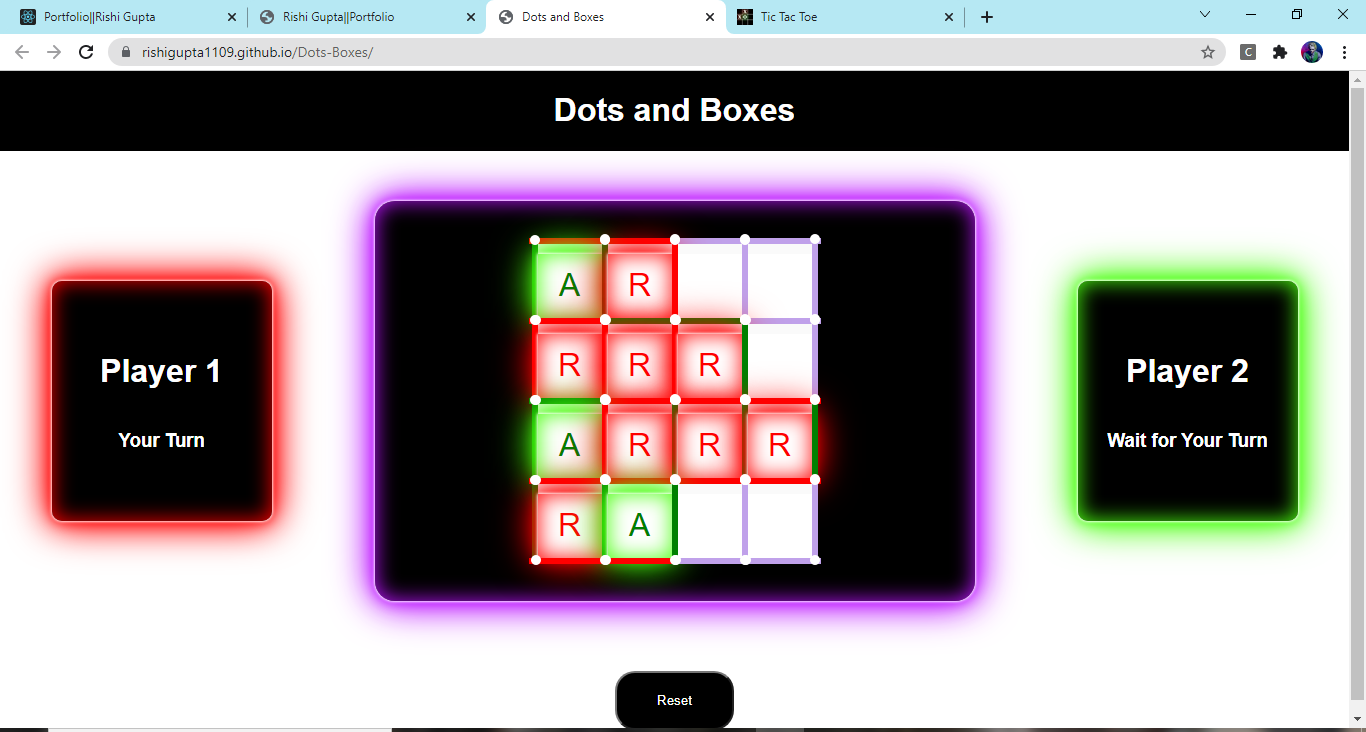 Portfolio||Rishi Gupta
Rishi Gupta||Portfolio
Dots and Boxes
Tic Tac Toe
rishigupta1109.github.io/Dots-Boxes/
C
Dots and Boxes
A R
R R R
A R R R
R A
Player 1
Your Turn
Player 2
Wait for Your Turn
Reset